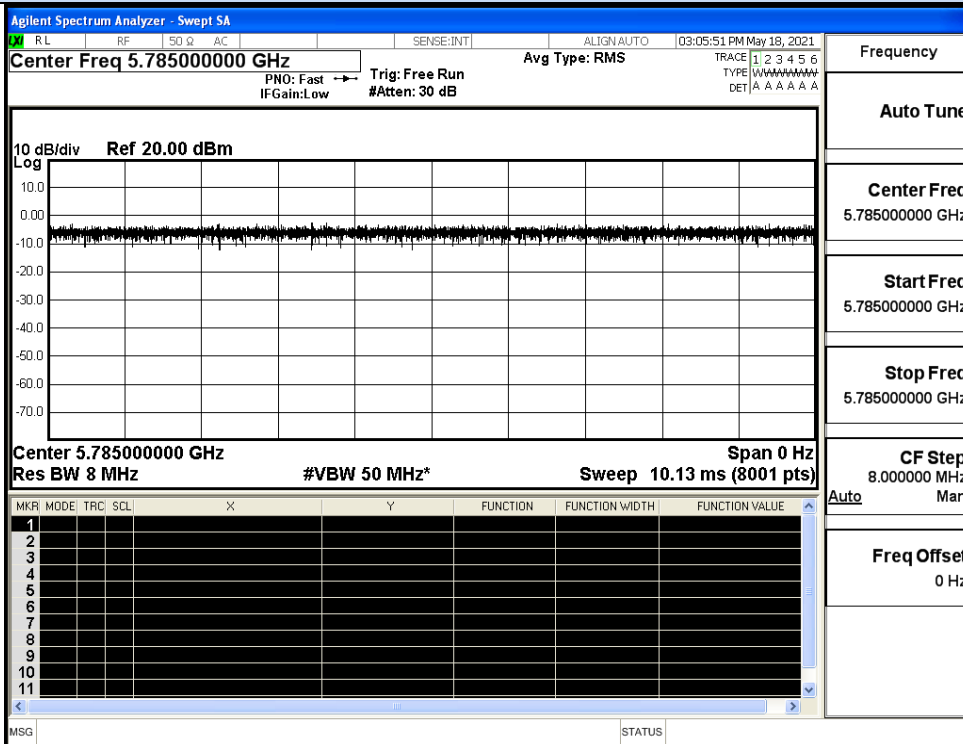 Agilent Spectrum Analyzer - Swept SA
LXI RL RF 50 Ω AC SENSE:INT ALIGN AUTO 03:05:51 PM May 18, 2021
Center Freq 5.785000000 GHz Avg Type: RMS TRACE 1 2 3 4 5 6
PNO: Fast Trig: Free Run TYPE
IFGain:Low #Atten: 30 dB DET A A A A A A
10 dB/div Ref 20.00 dBm
Log
10.0
0.00
-10.0
-20.0
-30.0
-40.0
-50.0
-60.0
-70.0
Center 5.785000000 GHz Span 0 Hz
Res BW 8 MHz #VBW 50 MHz* Sweep 10.13 ms (8001 pts)
MKR MODE TRC SCL X Y FUNCTION FUNCTION WIDTH FUNCTION VALUE
1
2
3
4
5
6
7
8
9
10
11
MSG STATUS
Frequency
Auto Tune
Center Freq
5.785000000 GHz
Start Freq
5.785000000 GHz
Stop Freq
5.785000000 GHz
CF Step
8.000000 MHz
Auto Man
Freq Offset
0 Hz